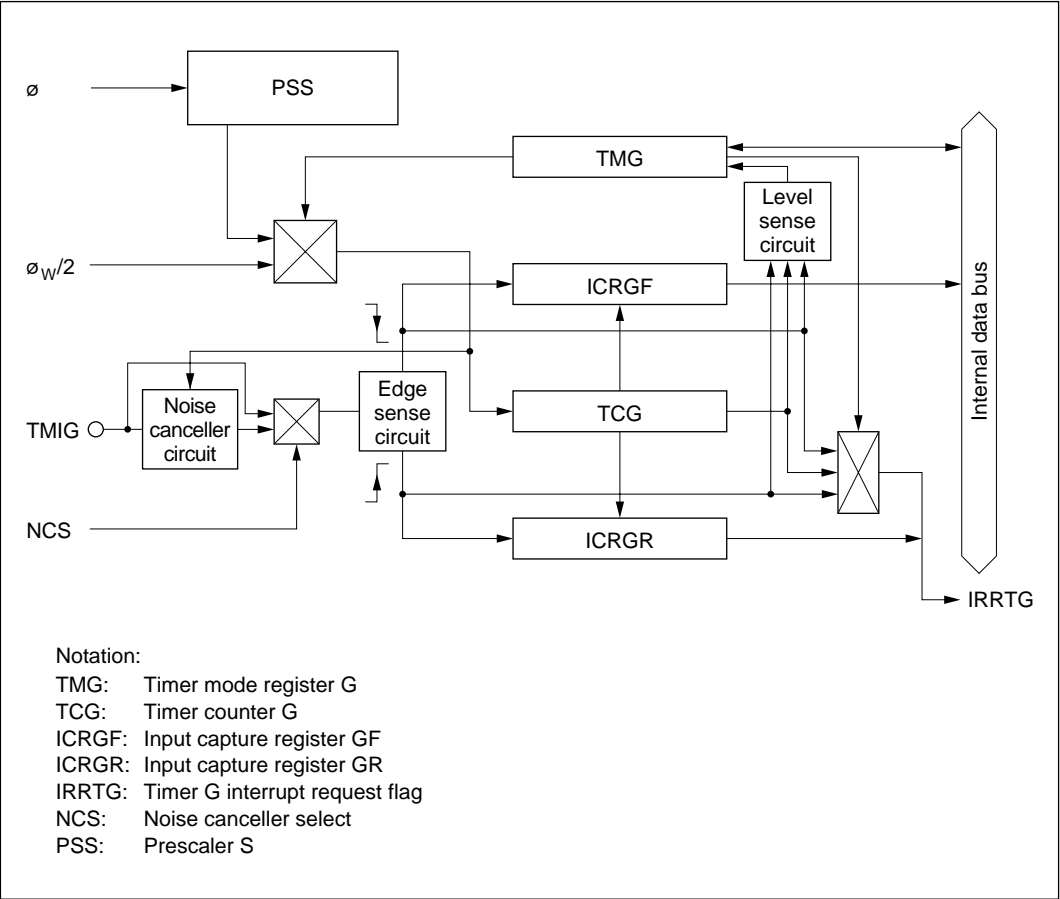 ø
PSS
TMG
Level
sense
circuit
øW/2
ICRGF
Internal data bus
Edge
sense
circuit
Noise
canceller
circuit
TCG
TMIG
NCS
ICRGR
IRRTG
Notation:
TMG: Timer mode register G
TCG: Timer counter G
ICRGF: Input capture register GF
ICRGR: Input capture register GR
IRRTG: Timer G interrupt request flag
NCS: Noise canceller select
PSS: Prescaler S